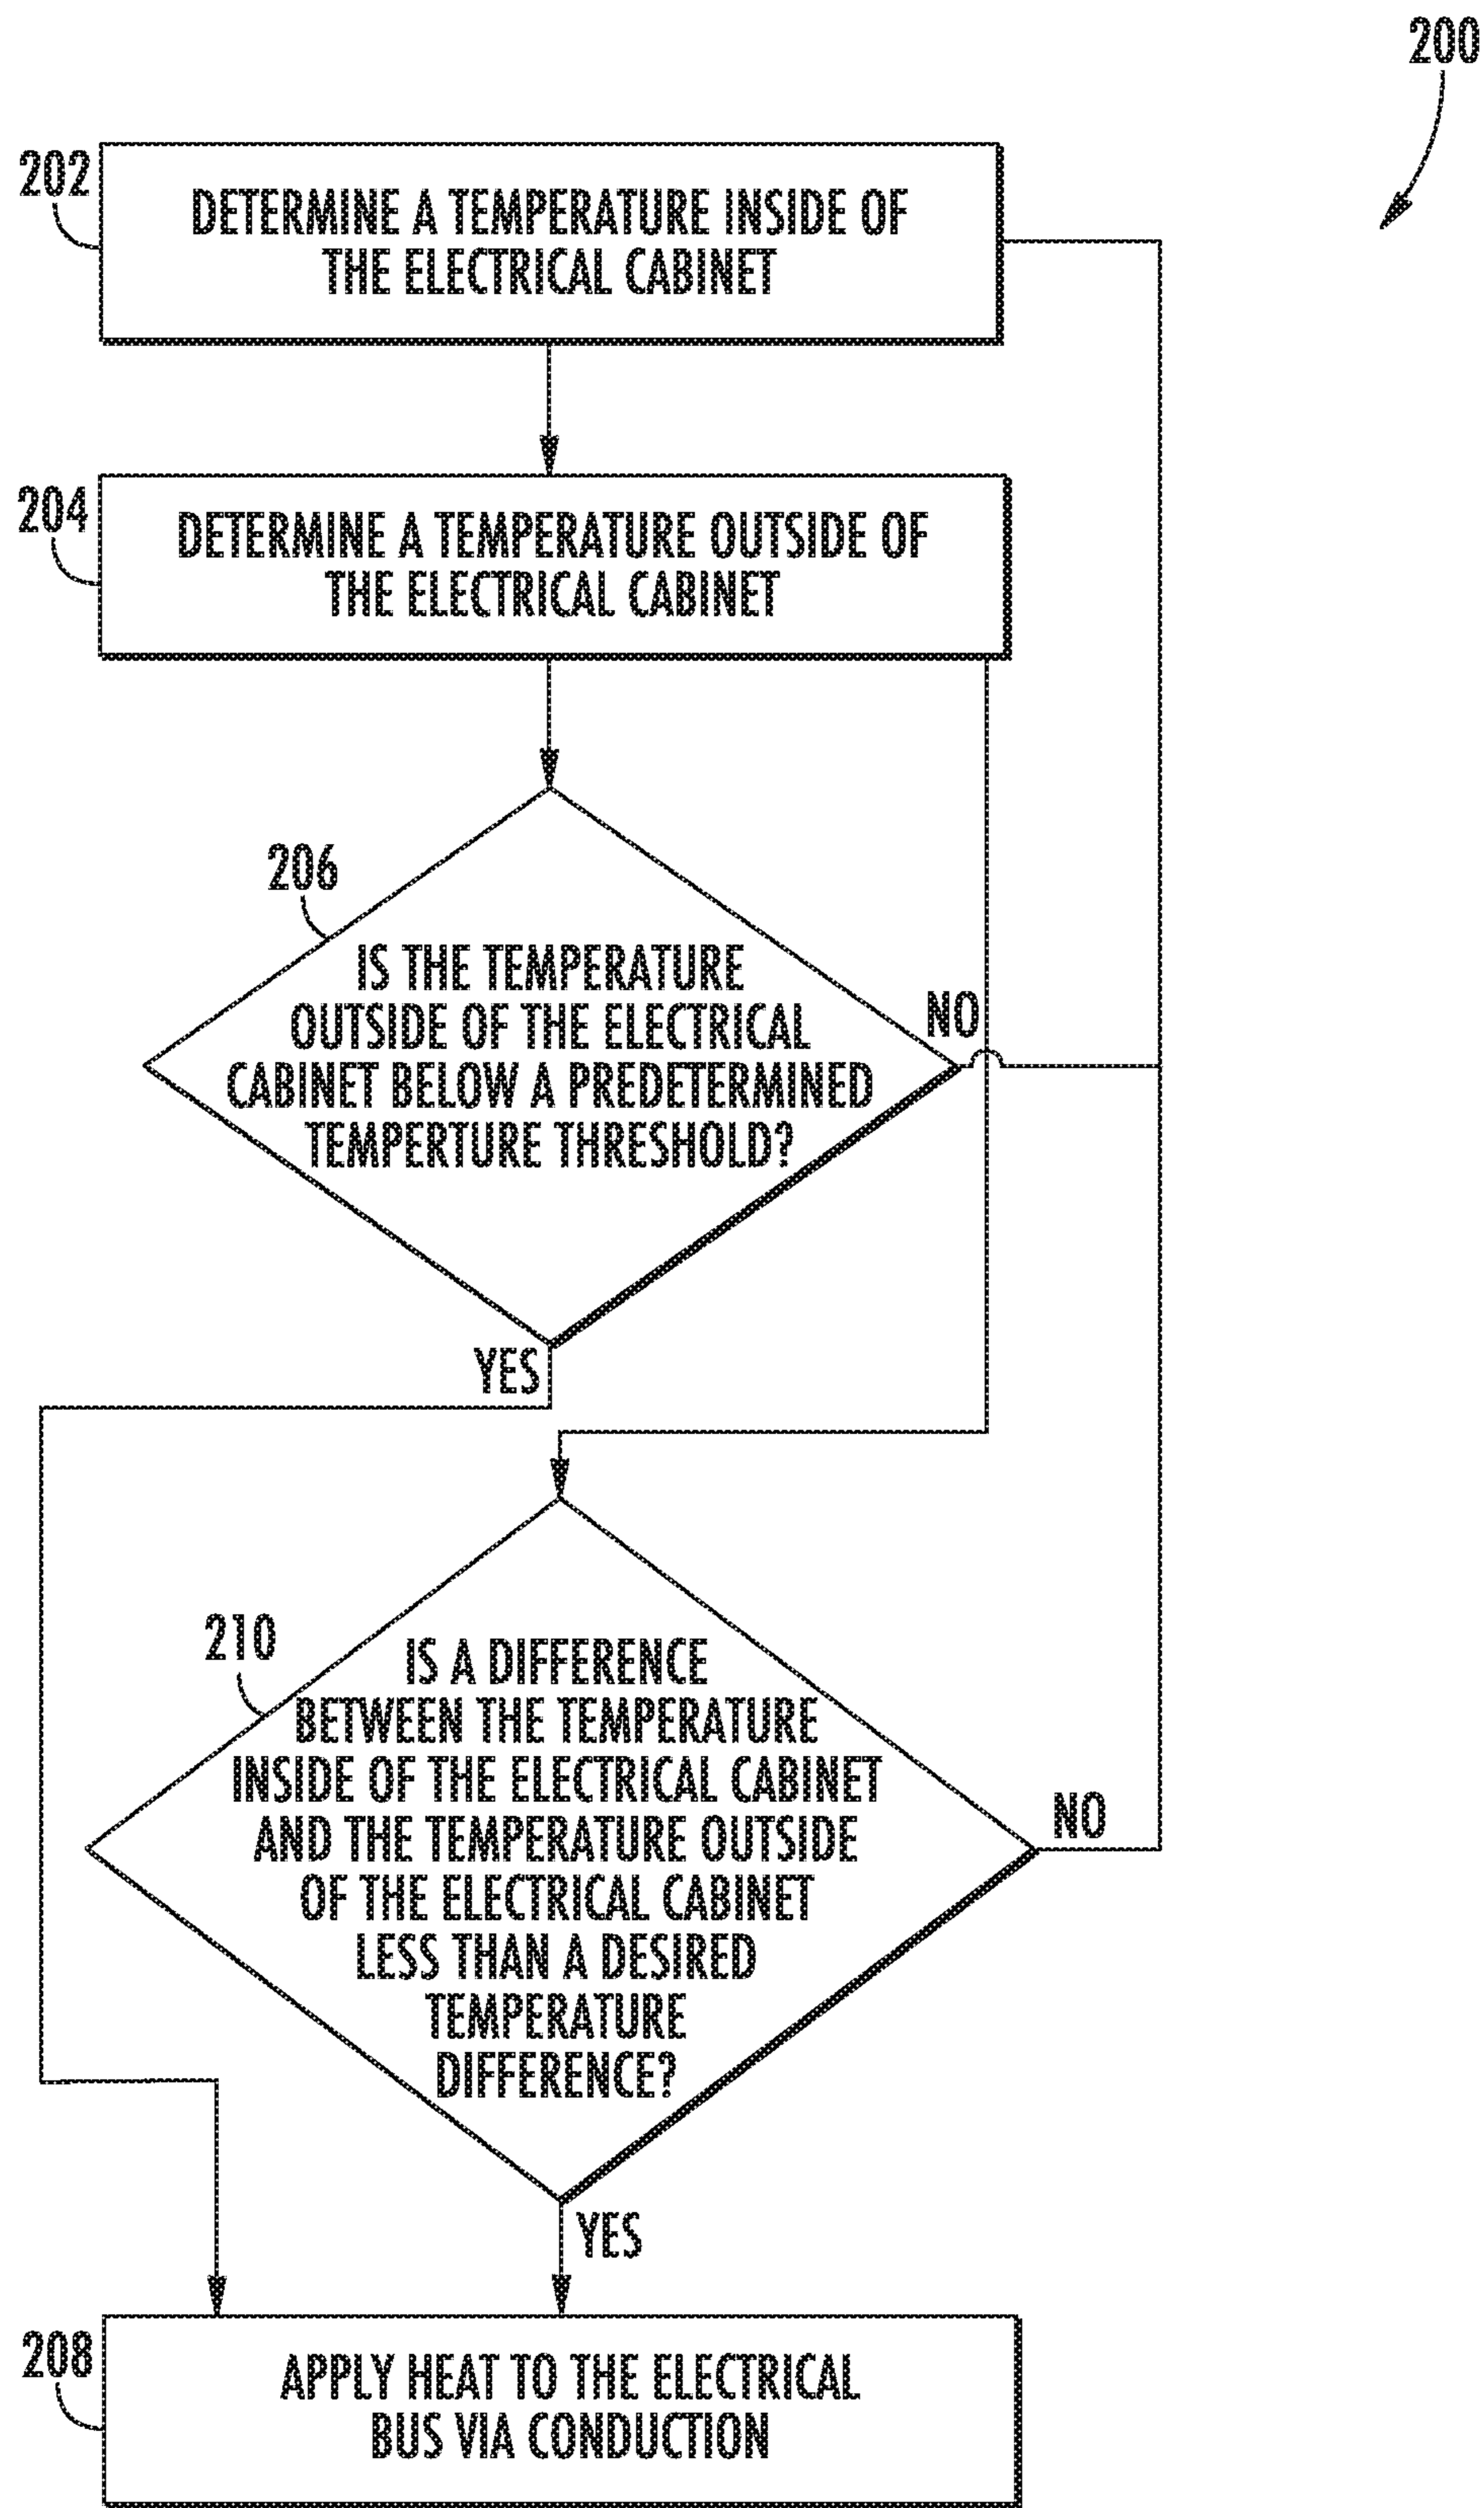 200
202
DETERMINE A TEMPERATURE INSIDE OF
THE ELECTRICAL CABINET
204
DETERMINE A TEMPERATURE OUTSIDE OF
THE ELECTRICAL CABINET
206
IS THE TEMPERATURE
OUTSIDE OF THE ELECTRICAL
CABINET BELOW A PREDETERMINED
TEMPERTURE THRESHOLD?
NO
YES
210
IS A DIFFERENCE
BETWEEN THE TEMPERATURE
INSIDE OF THE ELECTRICAL CABINET
AND THE TEMPERATURE OUTSIDE
OF THE ELECTRICAL CABINET
LESS THAN A DESIRED
TEMPERATURE
DIFFERENCE?
NO
YES
208
APPLY HEAT TO THE ELECTRICAL
BUS VIA CONDUCTION